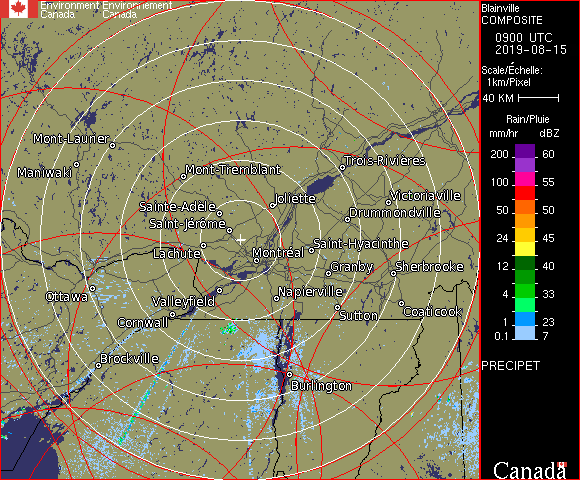 Environment Environnement
Canada Canada
Blainville
COMPOSITE
0900 UTC
2019-08-15
Scale/Échelle:
1km/Pixel
40 KM
Rain/Pluie
mm/hr dBZ
200 60
100 55
50 50
24 45
12 40
4 33
1 23
0.1 7
PRECIPET
Mont-Laurier
Maniwaki
Mont-Tremblant
Trois-Rivières
Joliette
Victoriaville
Sainte-Adèle
Drummondville
Saint-Jérôme
Lachute
Montréal
Saint-Hyacinthe
Granby
Sherbrooke
Ottawa
Valleyfield
Napierville
Cornwall
Sutton
Coaticook
Brockville
Burlington
Canada